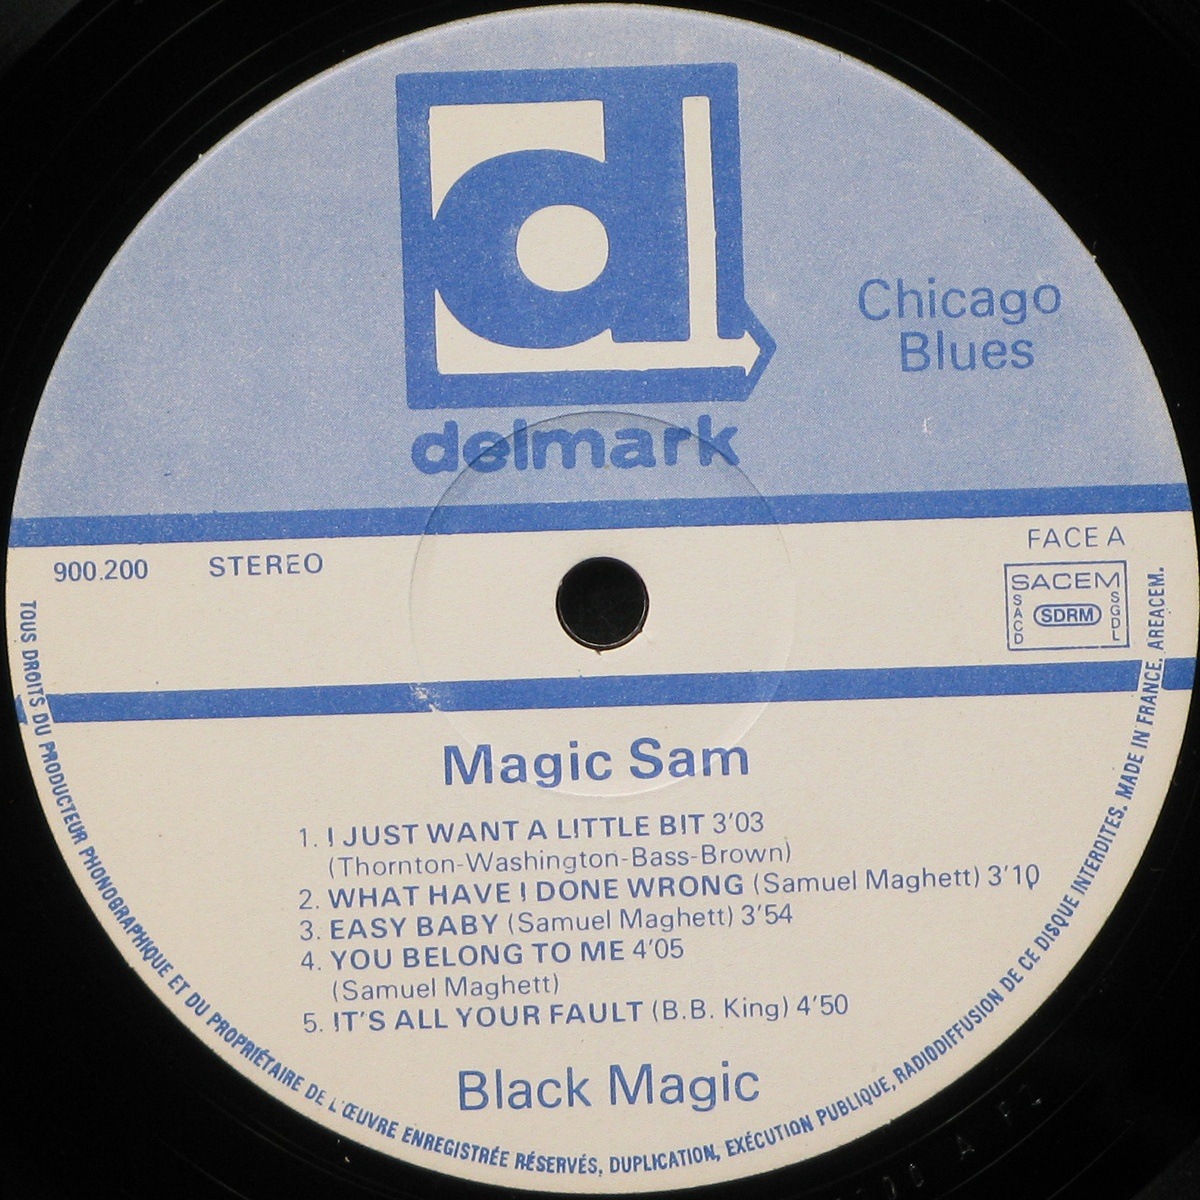 delmark
Chicago
Blues
900.200 STEREO
FACE A
SACEM
SACD
SDRM
SGDL
Magic Sam
1. I JUST WANT A LITTLE BIT 3'03
(Thornton-Washington-Bass-Brown)
2. WHAT HAVE I DONE WRONG (Samuel Maghett) 3'10
3. EASY BABY (Samuel Maghett) 3'54
4. YOU BELONG TO ME 4'05
(Samuel Maghett)
5. IT'S ALL YOUR FAULT (B.B. King) 4'50
Black Magic
TOUS DROITS DU PRODUCTEUR PHONOGRAPHIQUE ET DU PROPRIÉTAIRE DE L'ŒUVRE ENREGISTRÉE RÉSERVÉS, DUPLICATION, EXÉCUTION PUBLIQUE, RADIODIFFUSION DE CE DISQUE INTERDITES. MADE IN FRANCE. AREACEM.